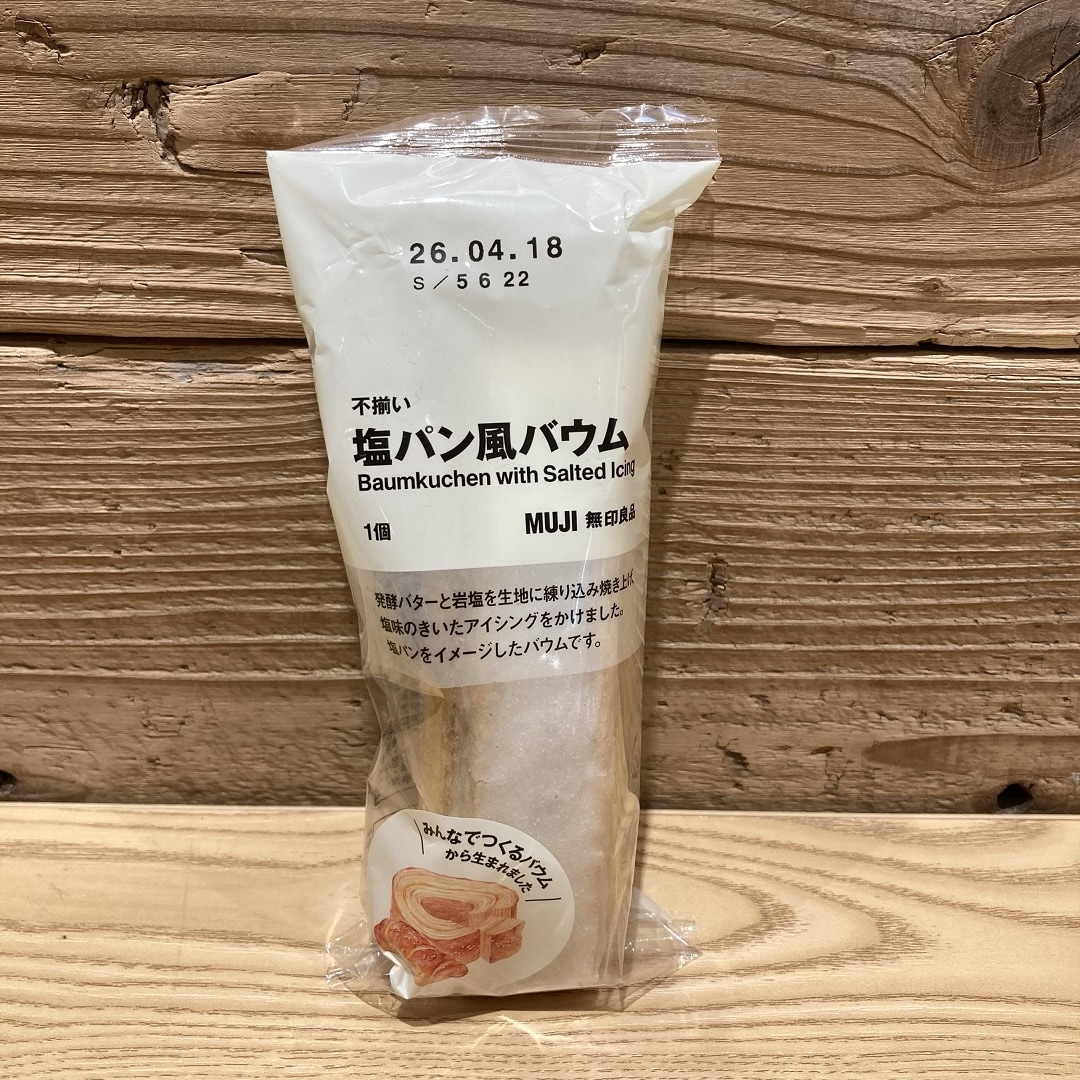 26.04.18
S/5 6 22
不揃い
塩パン風バウム
Baumkuchen with Salted Icing
1個
MUJI 無印良品
発酵バターと岩塩を生地に練り込み焼き上げ、
塩味のきいたアイシングをかけました。
塩パンをイメージしたバウムです。
みんなでつくるバウム
から生まれました